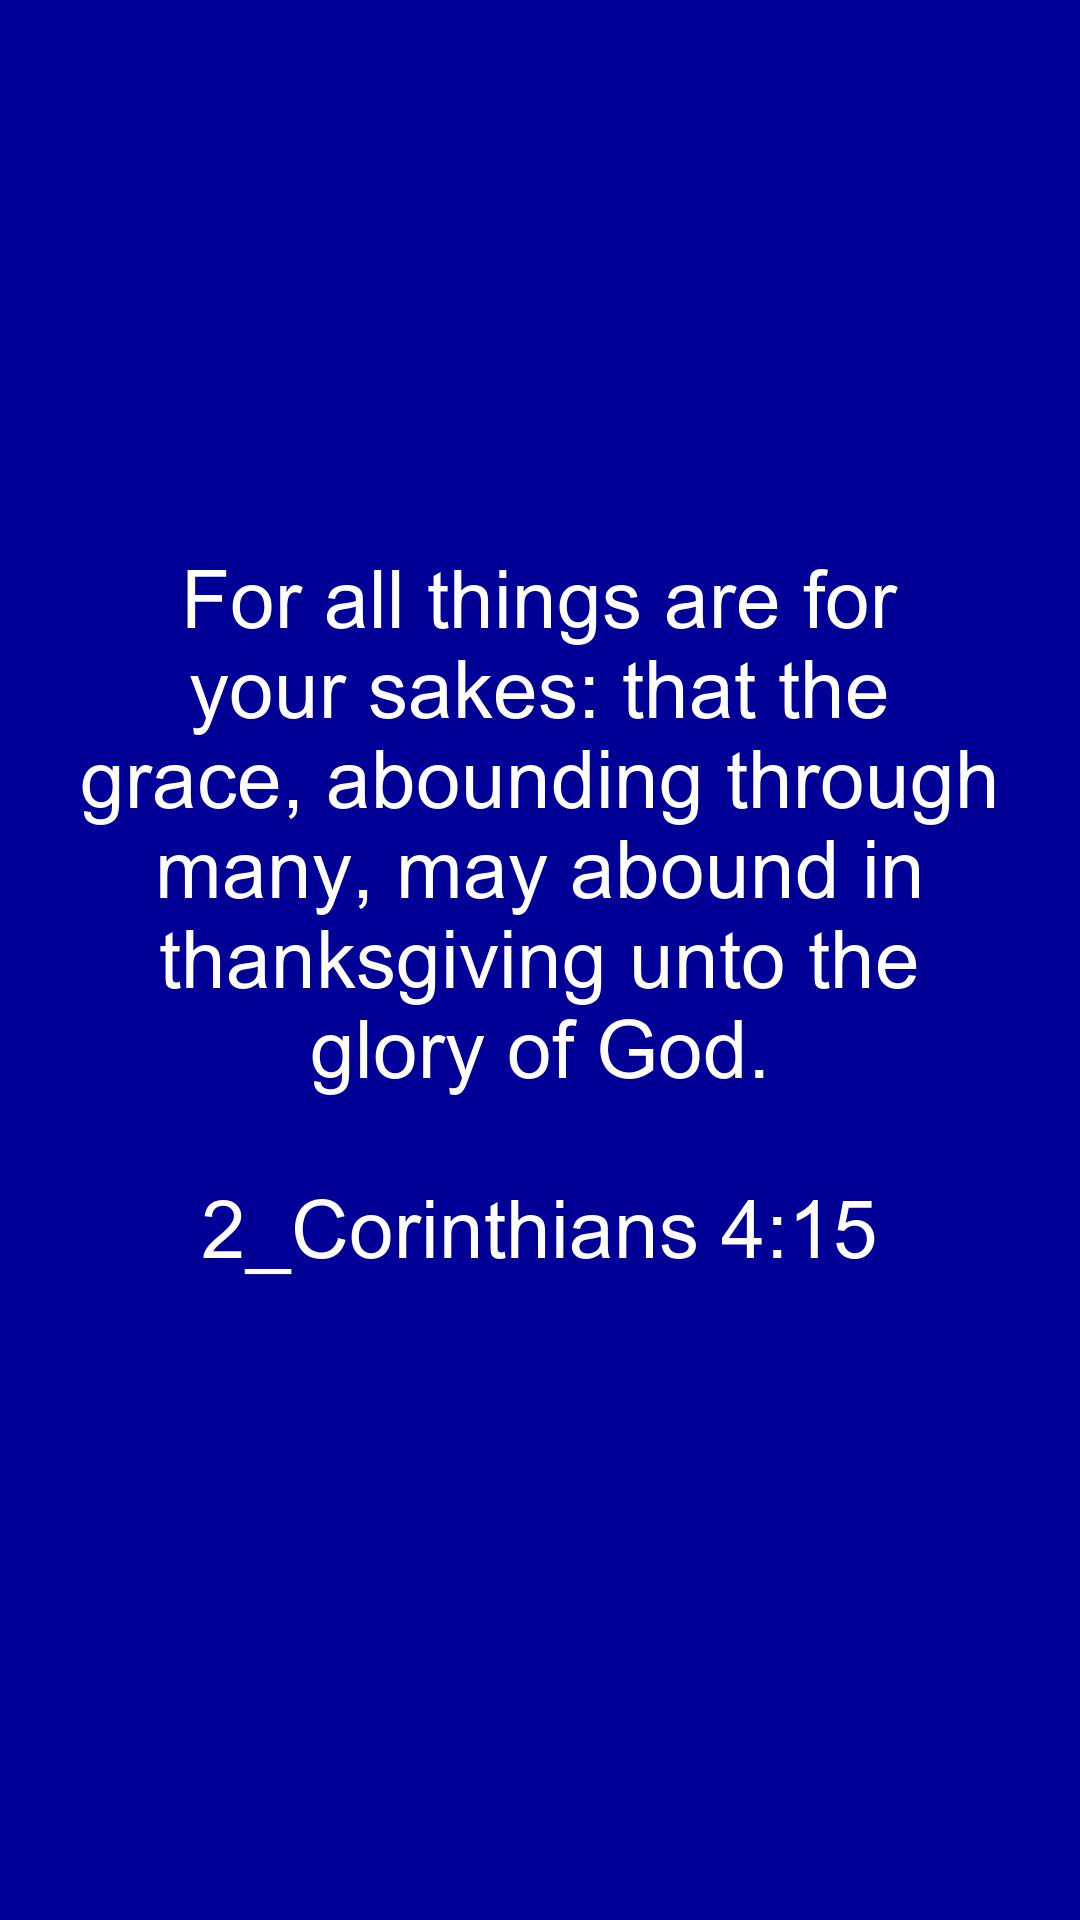 For all things are for
your sakes: that the
grace, abounding through
many, may abound in
thanksgiving unto the
glory of God.
2_Corinthians 4:15